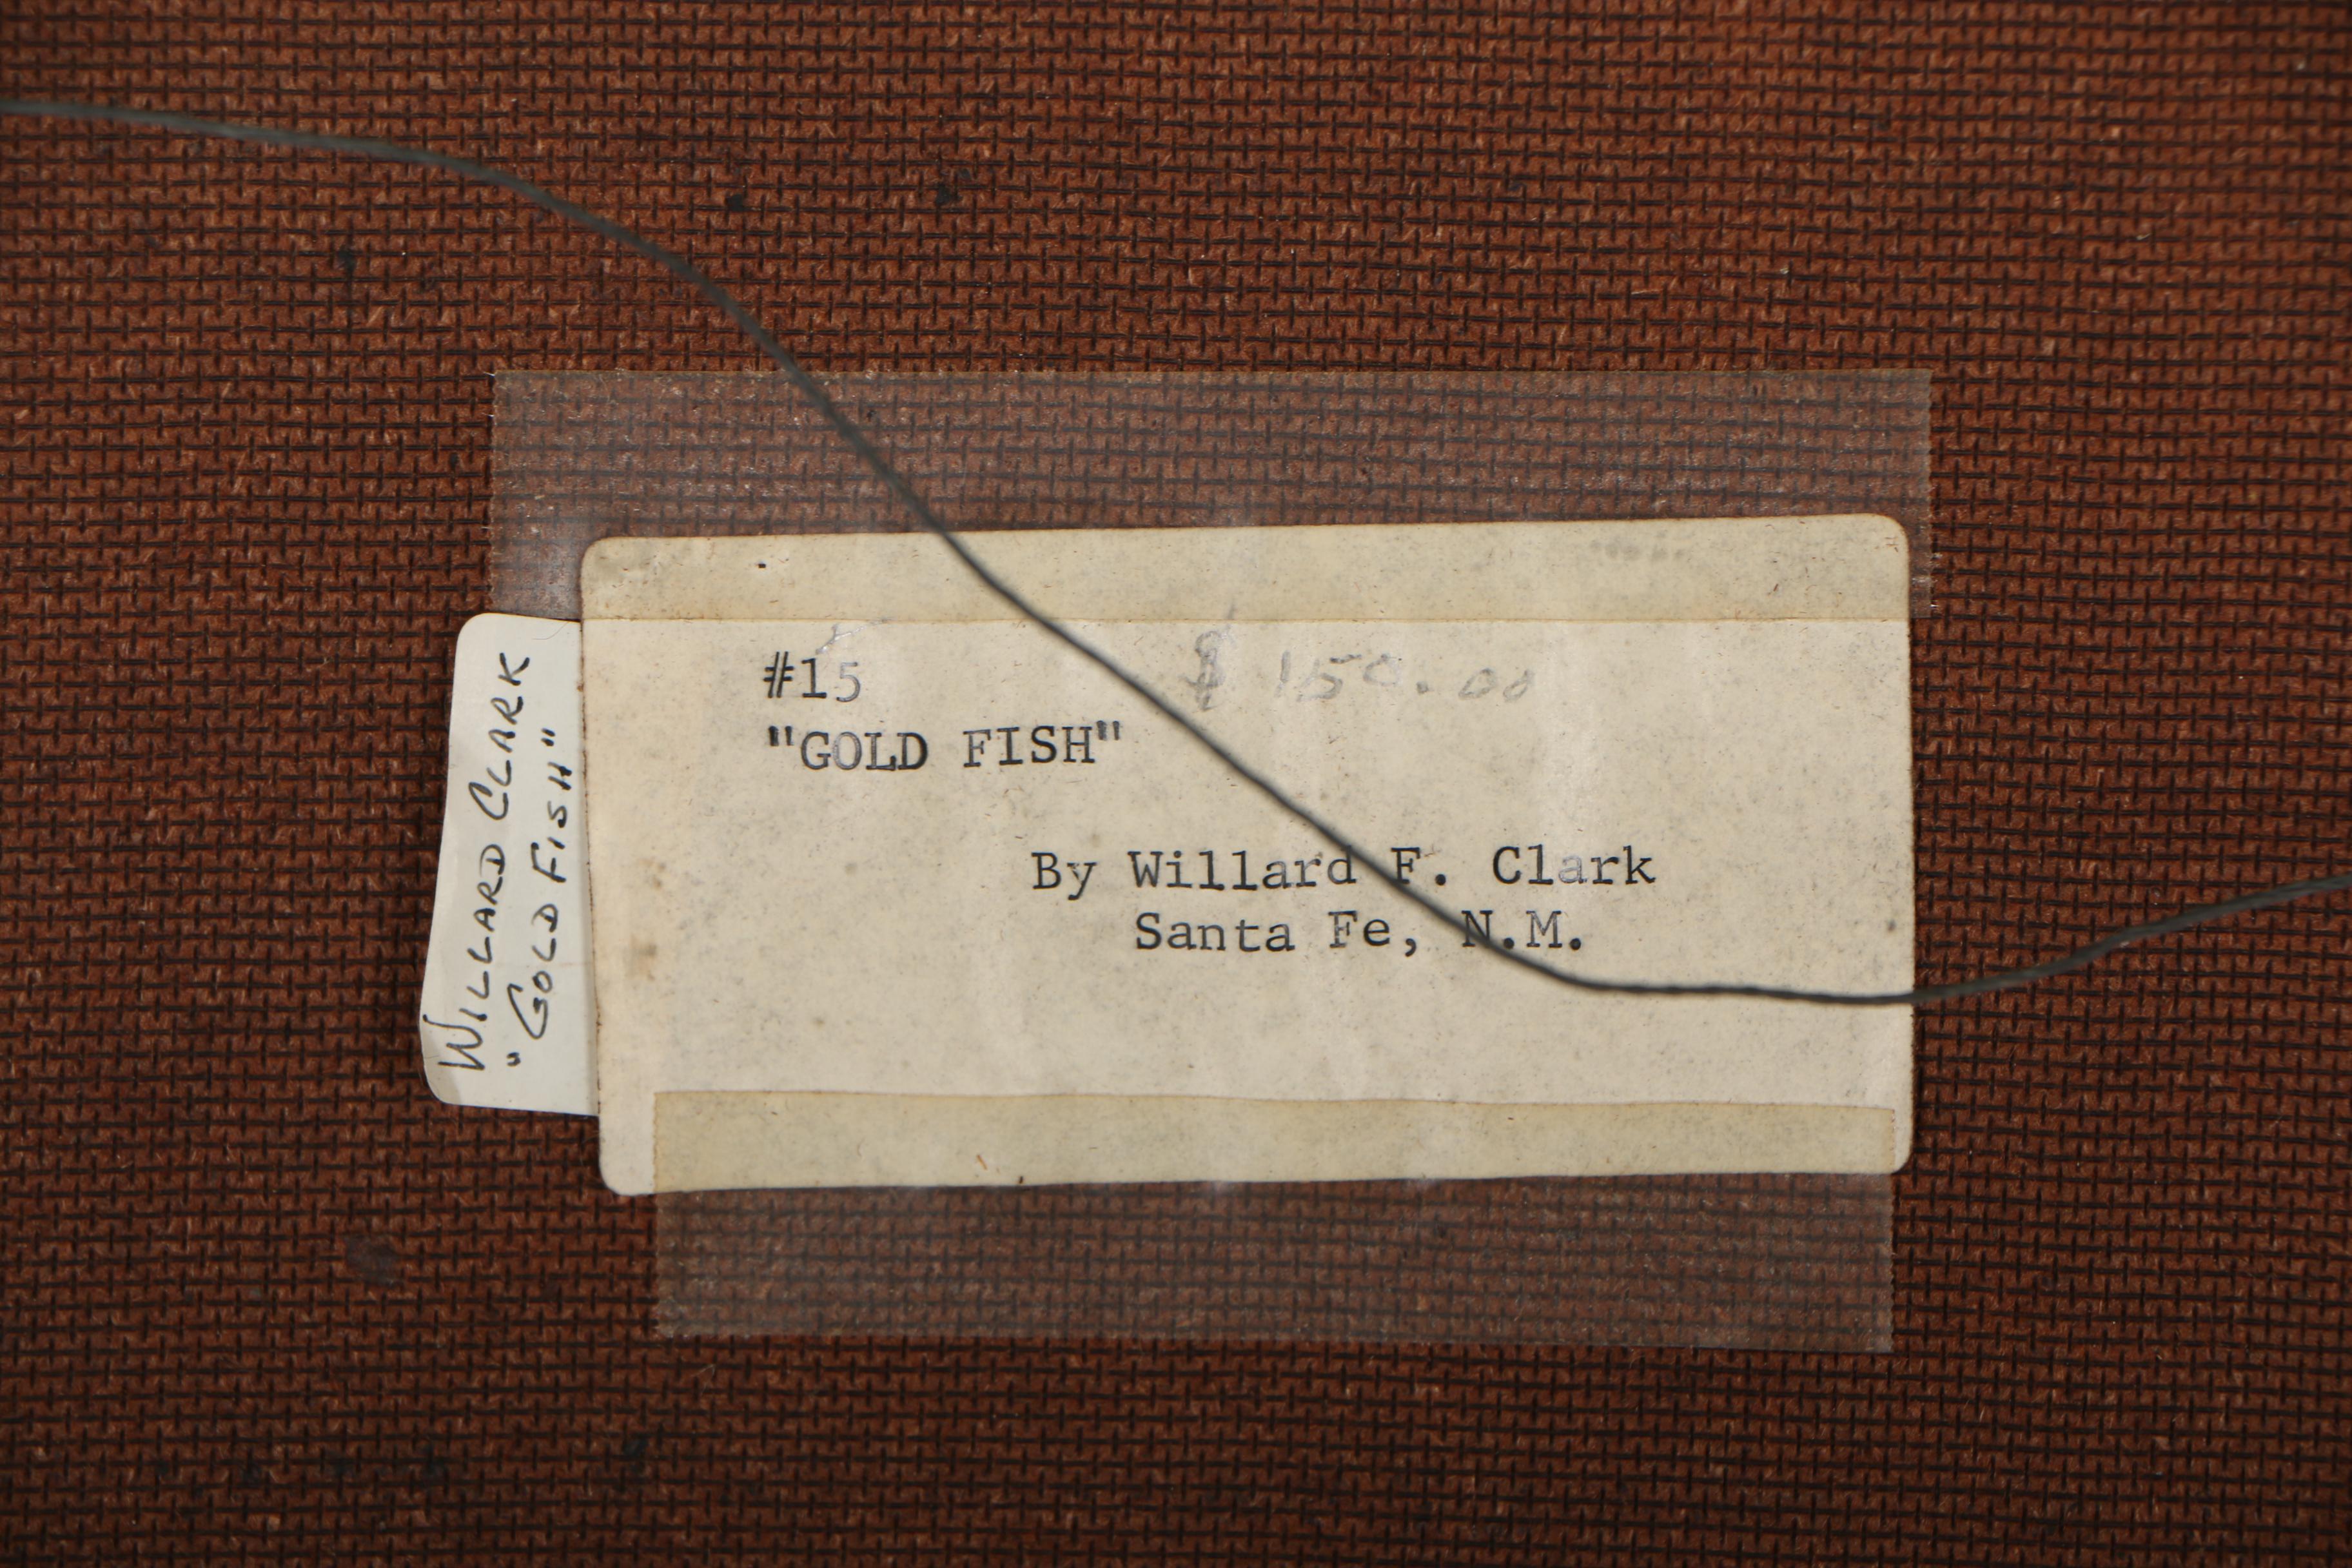 #15 $ 150.00
"GOLD FISH"
By Willard F. Clark
Santa Fe, N.M.
WILLARD CLARK
"GOLD FISH"